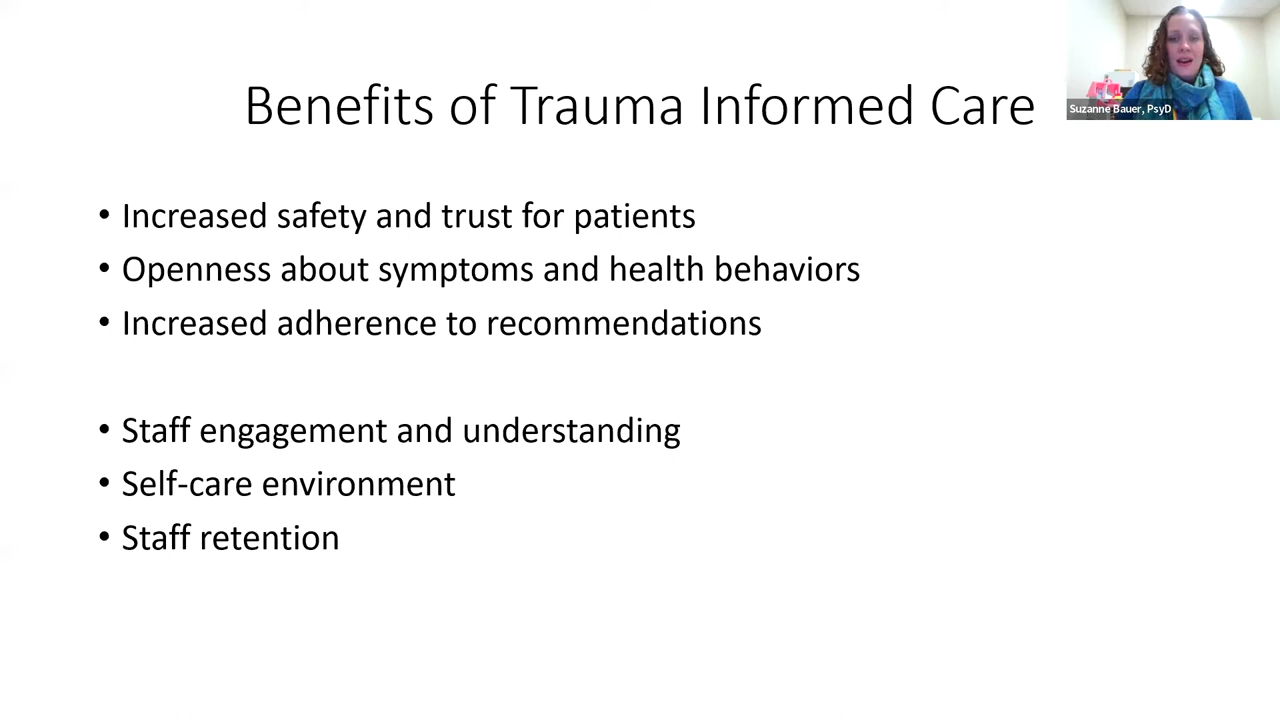 Benefits of Trauma Informed Care
Suzanne Bauer, PsyD
• Increased safety and trust for patients
• Openness about symptoms and health behaviors
• Increased adherence to recommendations
• Staff engagement and understanding
• Self-care environment
• Staff retention